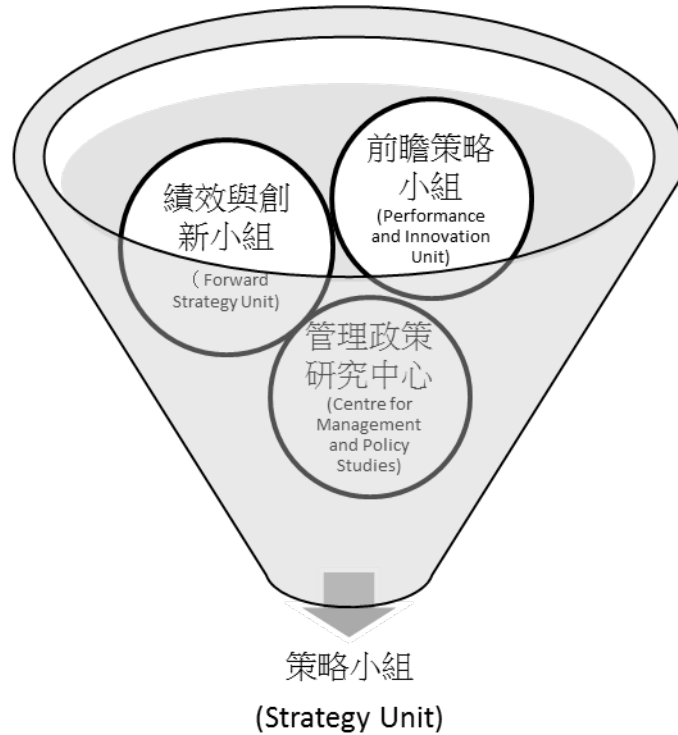 績效與創
新小組
( Forward
Strategy Unit)
前瞻策略
小組
(Performance
and Innovation
Unit)
管理政策
研究中心
(Centre for
Management
and Policy
Studies)
策略小組
(Strategy Unit)